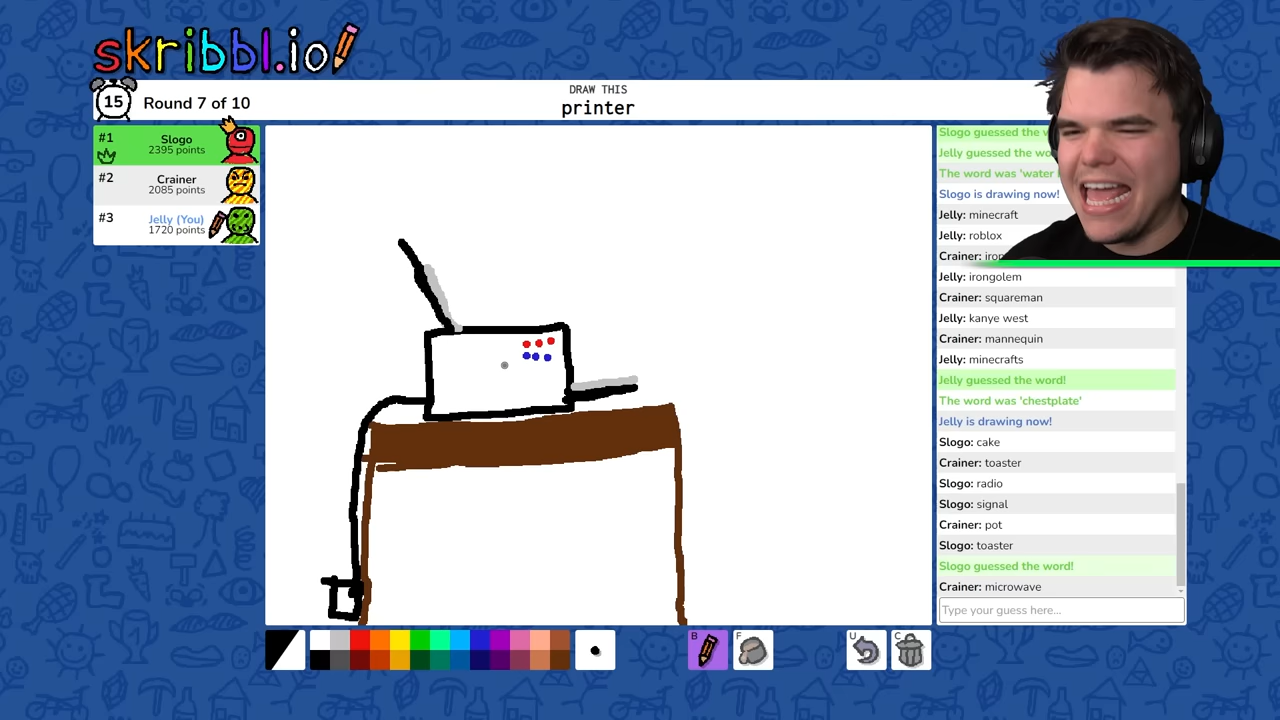 skribbl.io
15
Round 7 of 10
DRAW THIS
printer
#1
Slogo
2395 points
#2
Crainer
2085 points
#3
Jelly (You)
1720 points
Slogo guessed the
Jelly guessed the
The word was 'water
Slogo is drawing now!
Jelly: minecraft
Jelly: roblox
Crainer:
Jelly: irongolem
Crainer: squareman
Jelly: kanye west
Crainer: mannequin
Jelly: minecrafts
Jelly guessed the word!
The word was 'chestplate'
Jelly is drawing now!
Slogo: cake
Crainer: toaster
Slogo: radio
Slogo: signal
Crainer: pot
Slogo: toaster
Slogo guessed the word!
Crainer: microwave
Type your guess here...
B
F
U
C